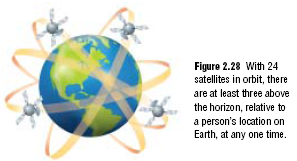 Figure 2.28 With 24
satellites in orbit, there
are at least three above
the horizon, relative to
a person's location on
Earth, at any one time.